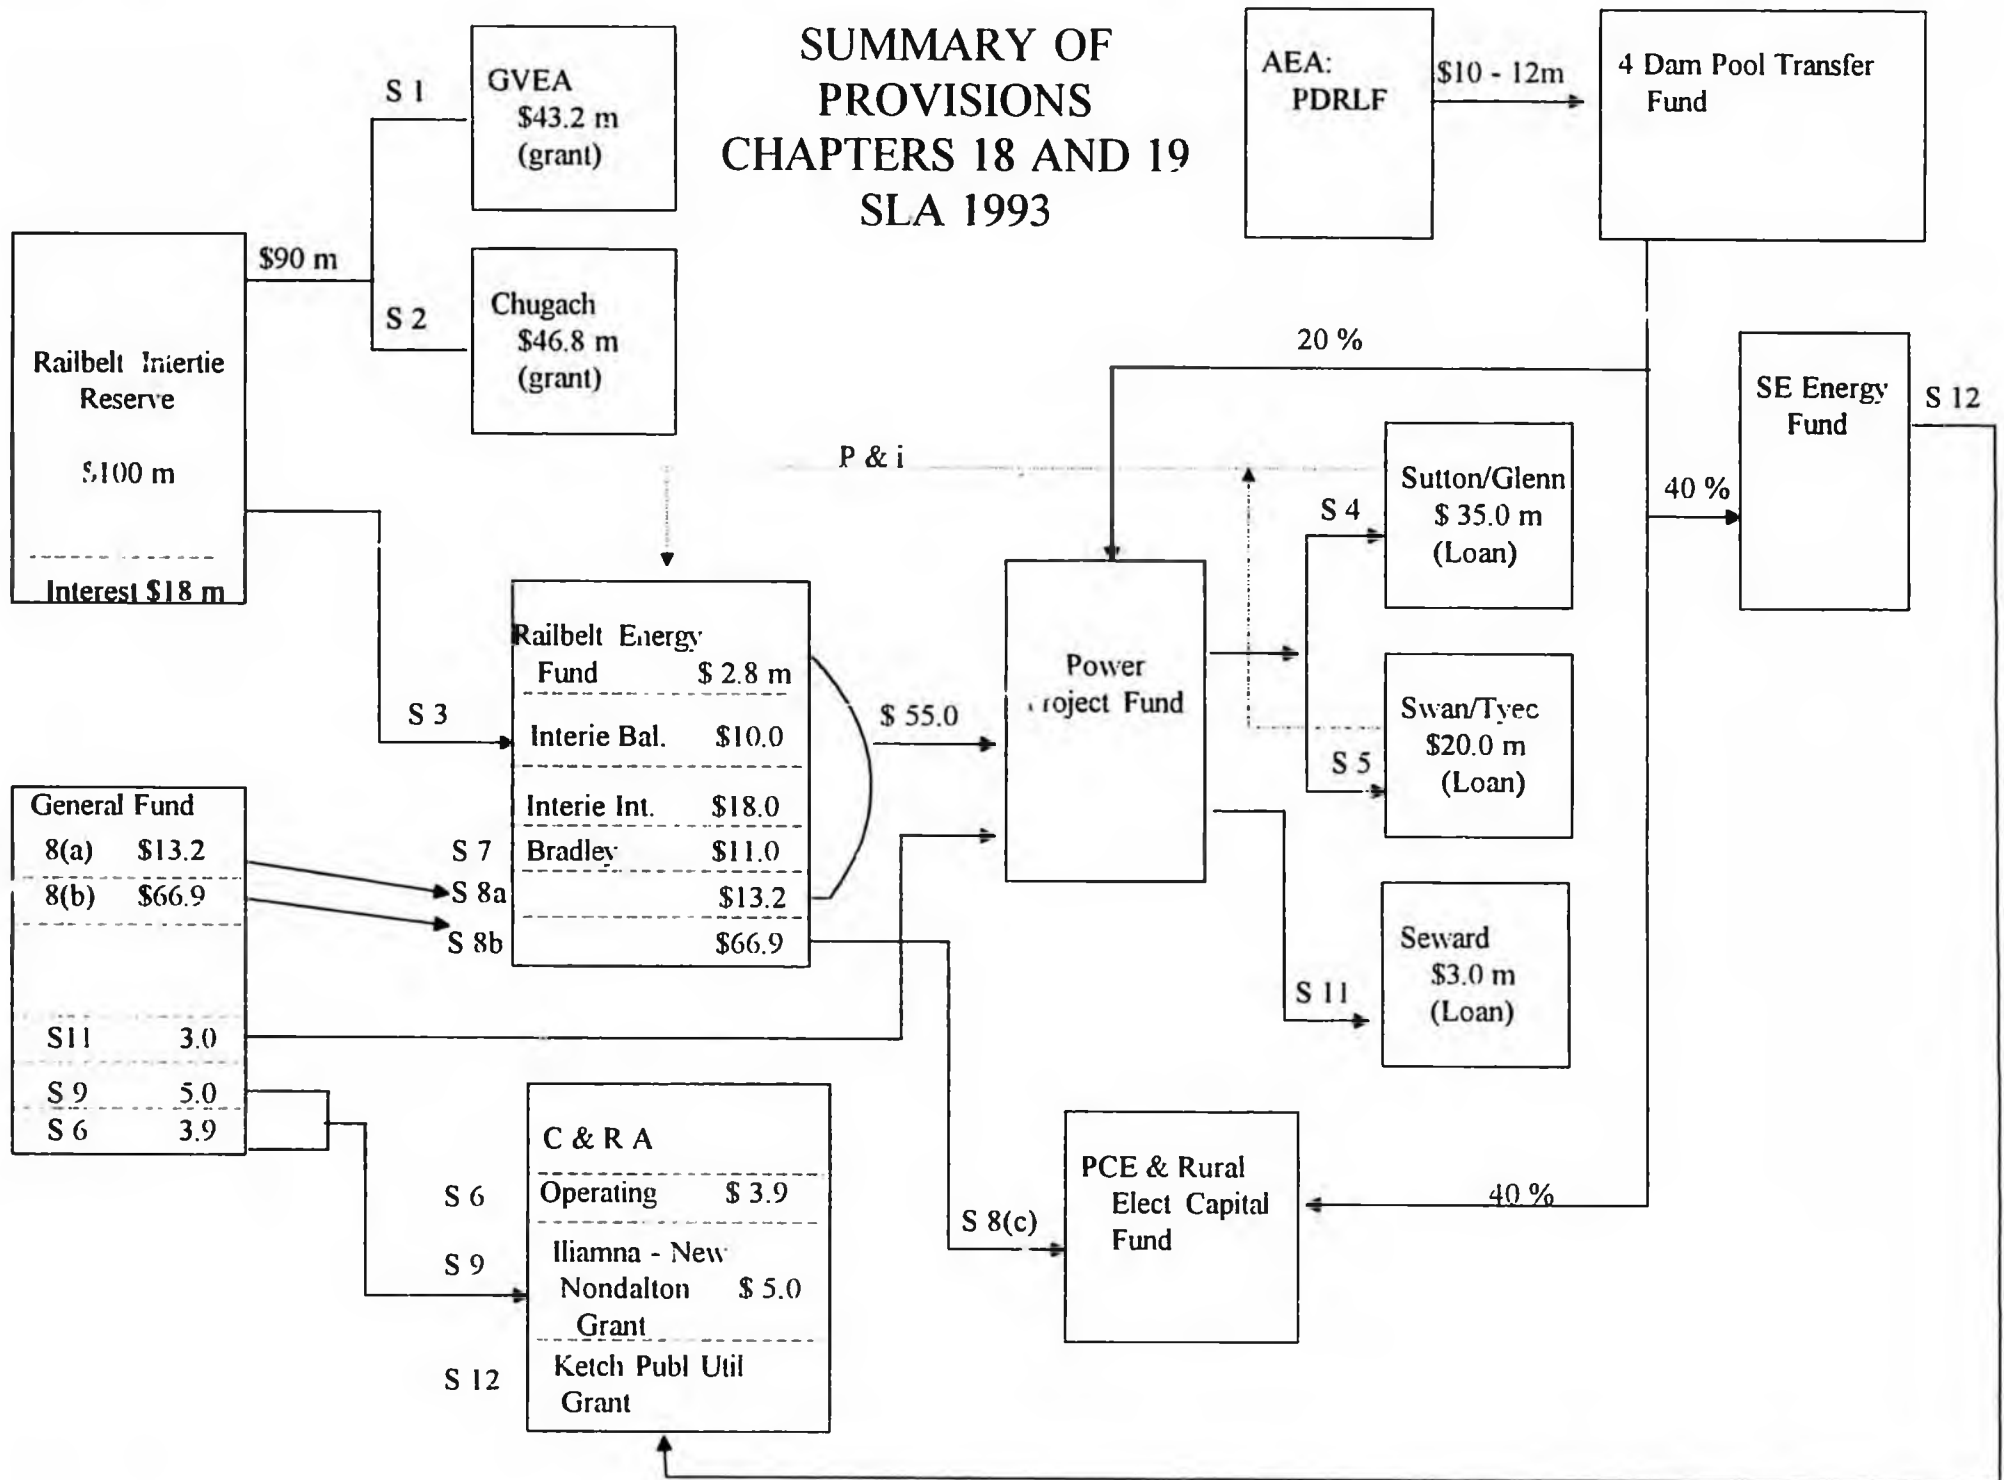 SUMMARY OF
PROVISIONS
CHAPTERS 18 AND 19
SLA 1993
S 1
GVEA
$43.2 m
(grant)
$90 m
S 2
Chugach
$46.8 m
(grant)
Railbelt Intertie
Reserve
$100 m
Interest $18 m
S 3
AEA:
PDRLF
$10 - 12m
4 Dam Pool Transfer
Fund
20 %
SE Energy
Fund
S 12
40 %
P & i
Sutton/Glenn
$ 35.0 m
(Loan)
S 4
Swan/Tyee
$20.0 m
(Loan)
S 5
Power
Project Fund
Railbelt Energy
Fund $ 2.8 m
Interie Bal. $10.0
Interie Int. $18.0
S 7 Bradley $11.0
S 8a $13.2
S 8b $66.9
$ 55.0
General Fund
8(a) $13.2
8(b) $66.9
S11 3.0
S 9 5.0
S 6 3.9
Seward
$3.0 m
(Loan)
S 11
C & R A
S 6 Operating $ 3.9
S 9 Iliamna - New
Nondalton $ 5.0
Grant
S 12 Ketch Publ Util
Grant
S 8(c)
PCE & Rural
Elect Capital
Fund
40 %